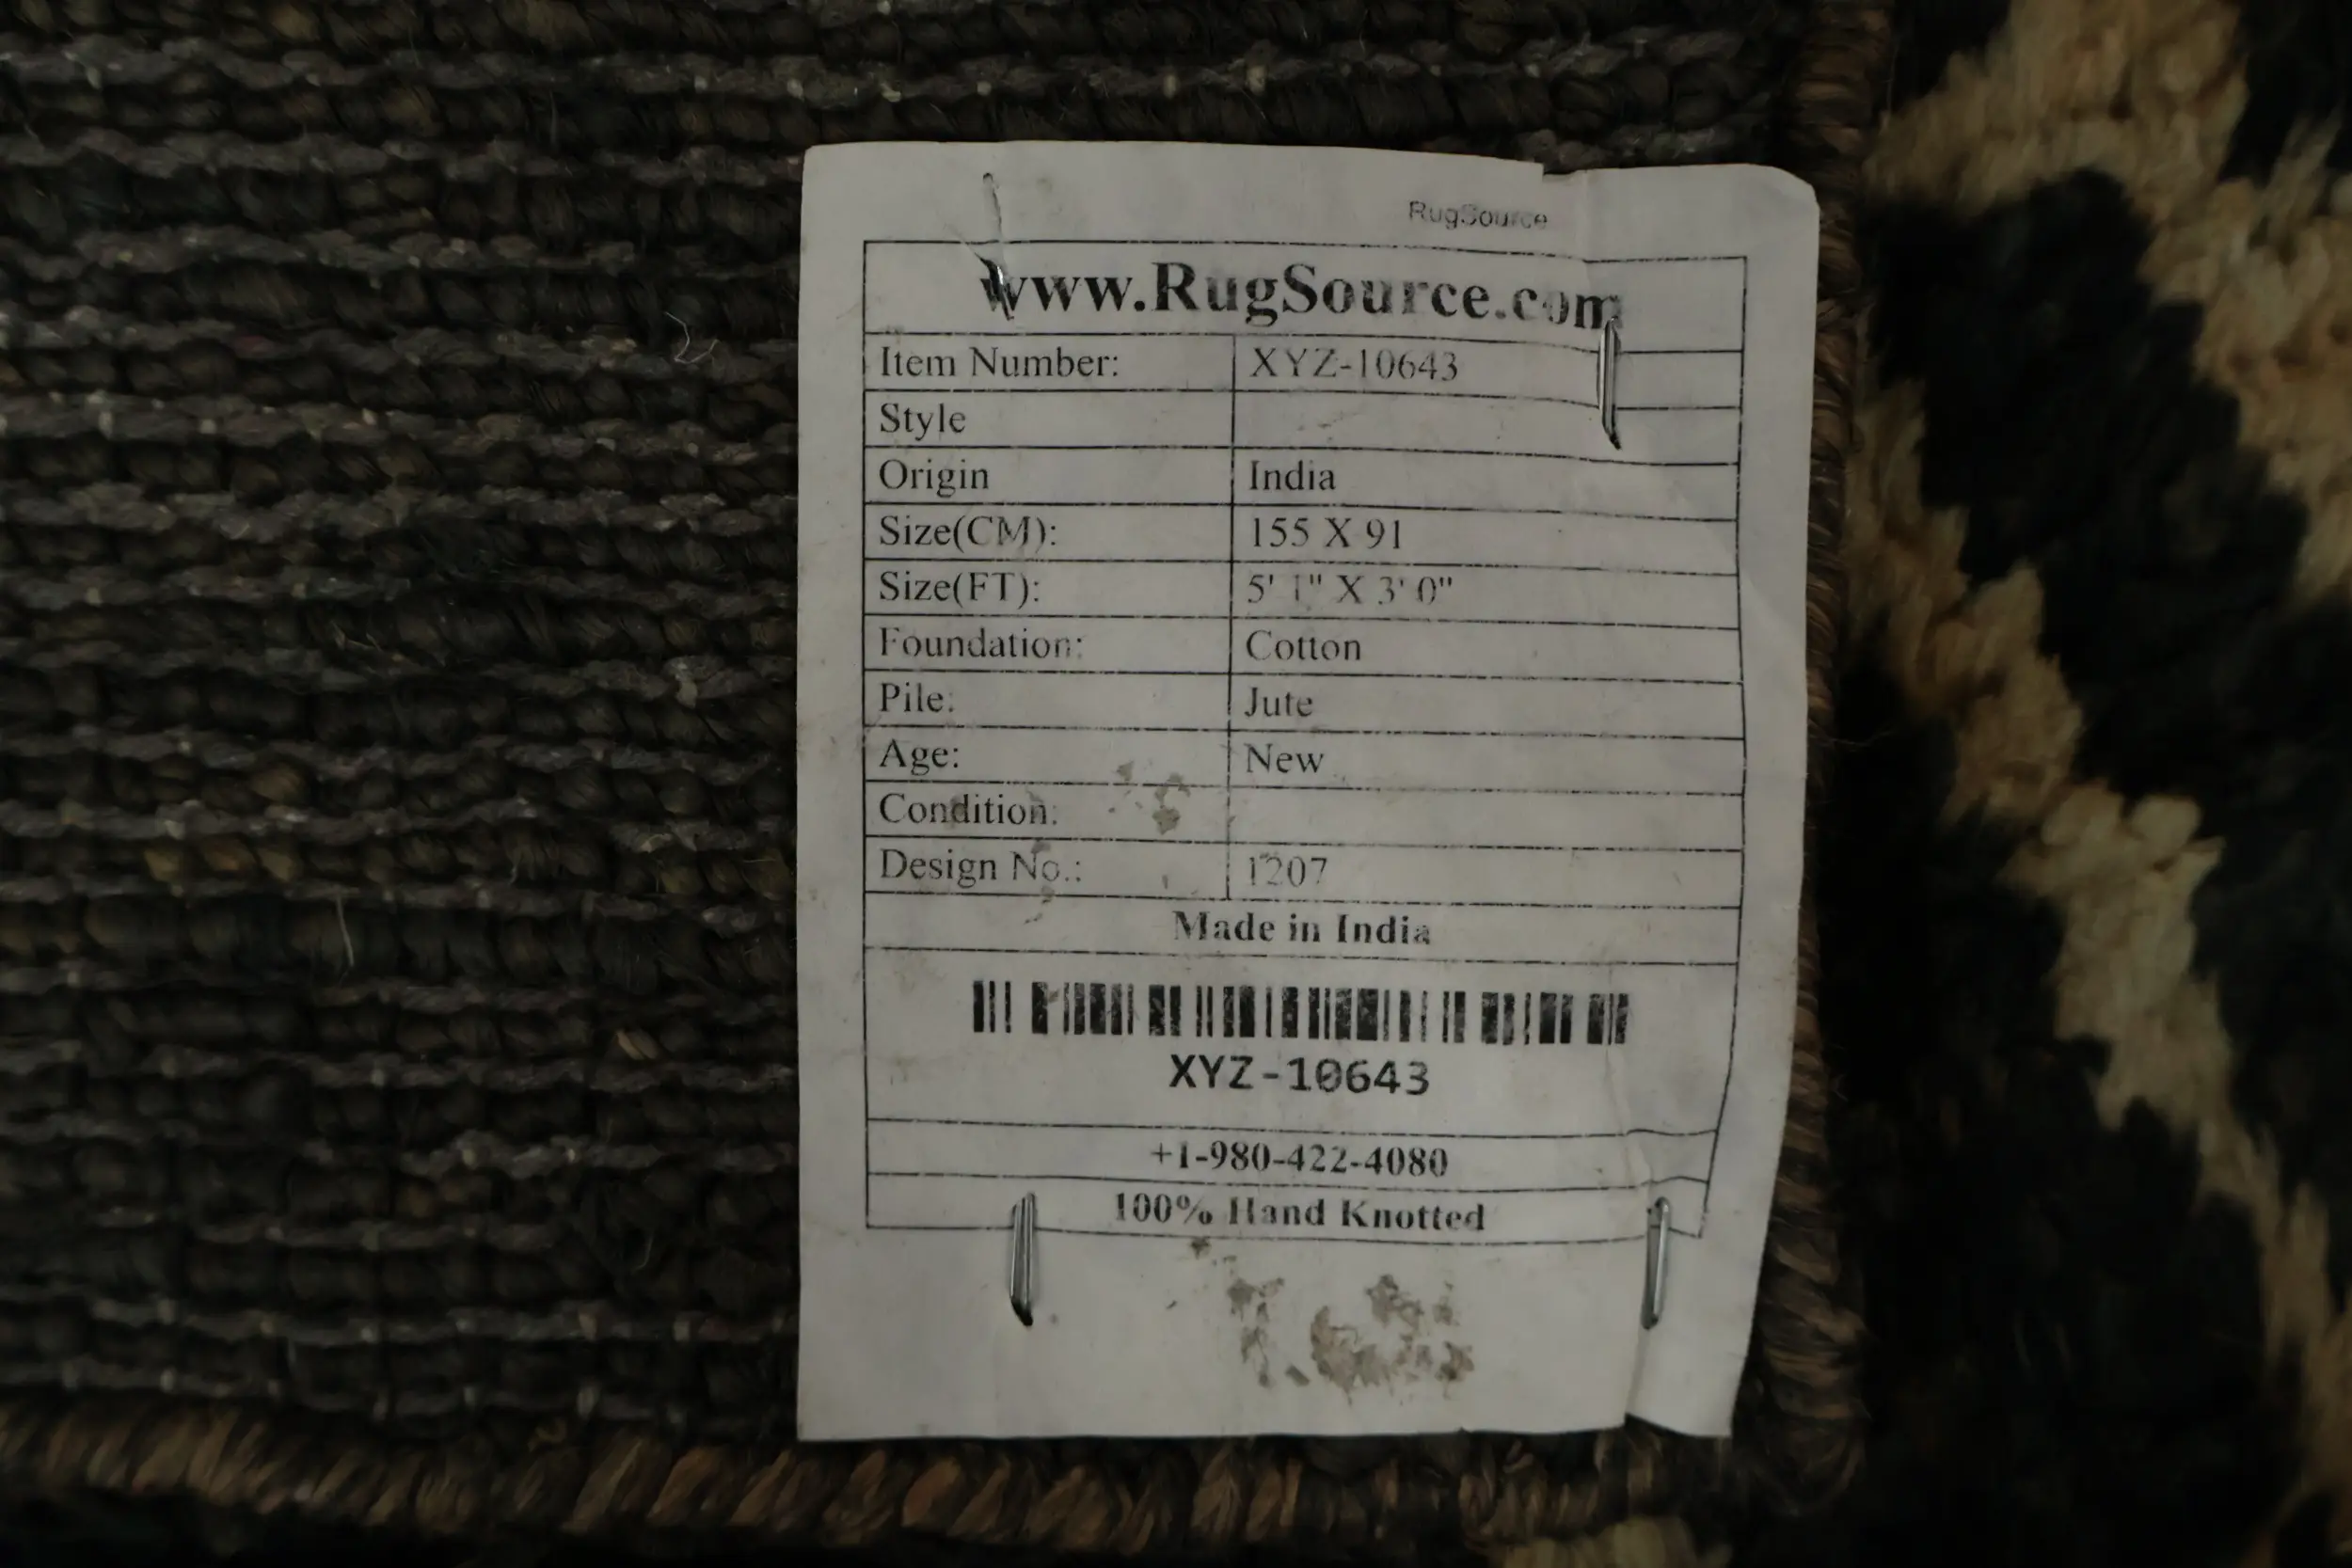 RugSource
www.RugSource.com
Item Number: XYZ-10643
Style
Origin India
Size(CM): 155 X 91
Size(FT): 5' 1" X 3' 0"
Foundation: Cotton
Pile: Jute
Age: New
Condition:
Design No.: 1207
Made in India
XYZ-10643
+1-980-422-4080
100% Hand Knotted